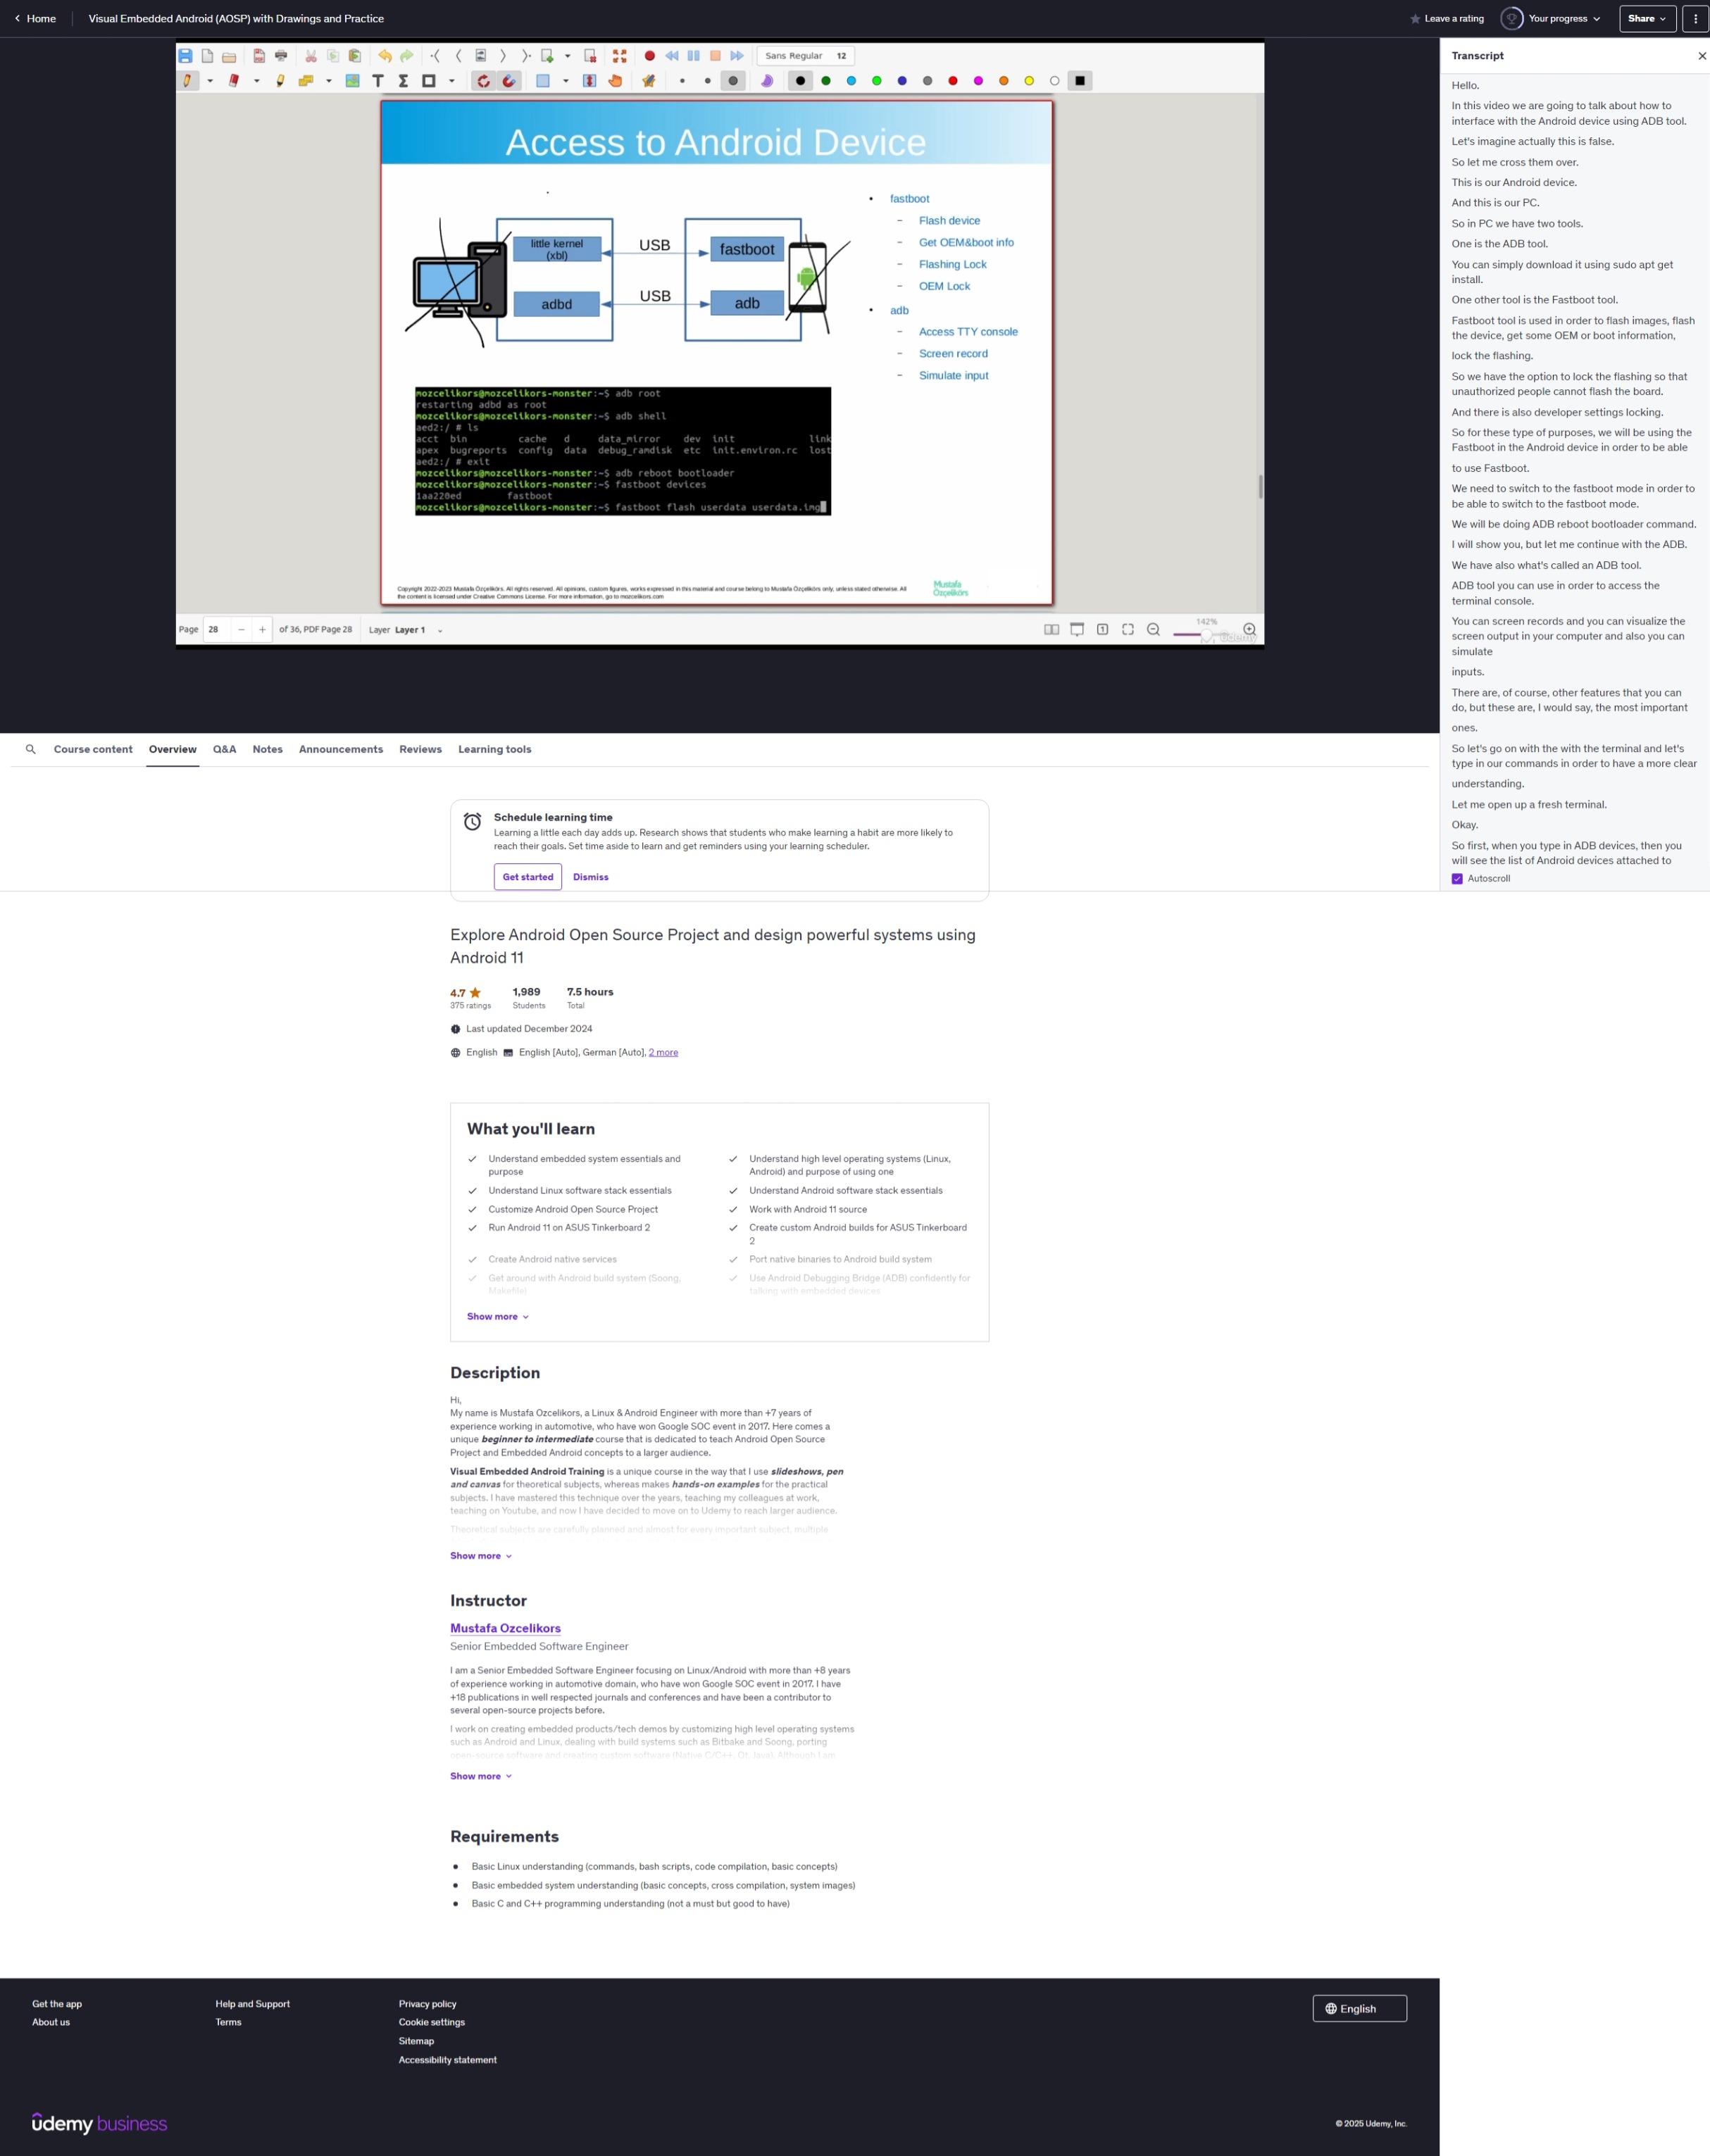 Home
Visual Embedded Android (AOSP) with Drawings and Practice
Leave a rating
Your progress
Share
Sans Regular 12
Access to Android Device
little kernel
(xbl)
USB
fastboot
adbd
USB
adb
• fastboot
– Flash device
– Get OEM&boot info
– Flashing Lock
– OEM Lock
• adb
– Access TTY console
– Screen record
– Simulate input
mozcelikors@mozcelikors-monster:~$ adb root
restarting adbd as root
mozcelikors@mozcelikors-monster:~$ adb shell
aed2:/ # ls
acct bin cache d data_mirror dev init link
apex bugreports config data debug_ramdisk etc init.environ.rc lost
aed2:/ # exit
mozcelikors@mozcelikors-monster:~$ adb reboot bootloader
mozcelikors@mozcelikors-monster:~$ fastboot devices
1aa220ed fastboot
mozcelikors@mozcelikors-monster:~$ fastboot flash userdata userdata.img
Copyright 2022-2023 Mustafa Özçelikörs. All rights reserved. All opinions, custom figures, works expressed in this material and course belong to Mustafa Özçelikörs only, unless stated otherwise. All
the content is licensed under Creative Commons License. For more information, go to mozcelikors.com
Mustafa
Özçelikörs
Page 28 − + of 36, PDF Page 28 Layer Layer 1
142%
udemy
Transcript
Hello.
In this video we are going to talk about how to
interface with the Android device using ADB tool.
Let's imagine actually this is false.
So let me cross them over.
This is our Android device.
And this is our PC.
So in PC we have two tools.
One is the ADB tool.
You can simply download it using sudo apt get
install.
One other tool is the Fastboot tool.
Fastboot tool is used in order to flash images, flash
the device, get some OEM or boot information,
lock the flashing.
So we have the option to lock the flashing so that
unauthorized people cannot flash the board.
And there is also developer settings locking.
So for these type of purposes, we will be using the
Fastboot in the Android device in order to be able
to use Fastboot.
We need to switch to the fastboot mode in order to
be able to switch to the fastboot mode.
We will be doing ADB reboot bootloader command.
I will show you, but let me continue with the ADB.
We have also what's called an ADB tool.
ADB tool you can use in order to access the
terminal console.
You can screen records and you can visualize the
screen output in your computer and also you can
simulate
inputs.
There are, of course, other features that you can
do, but these are, I would say, the most important
ones.
So let's go on with the with the terminal and let's
type in our commands in order to have a more clear
understanding.
Let me open up a fresh terminal.
Okay.
So first, when you type in ADB devices, then you
will see the list of Android devices attached to
Autoscroll
Course content
Overview
Q&A
Notes
Announcements
Reviews
Learning tools
Schedule learning time
Learning a little each day adds up. Research shows that students who make learning a habit are more likely to
reach their goals. Set time aside to learn and get reminders using your learning scheduler.
Get started
Dismiss
Explore Android Open Source Project and design powerful systems using
Android 11
4.7
375 ratings
1,989
Students
7.5 hours
Total
Last updated December 2024
English
English [Auto], German [Auto], 2 more
What you'll learn
Understand embedded system essentials and
purpose
Understand high level operating systems (Linux,
Android) and purpose of using one
Understand Linux software stack essentials
Understand Android software stack essentials
Customize Android Open Source Project
Work with Android 11 source
Run Android 11 on ASUS Tinkerboard 2
Create custom Android builds for ASUS Tinkerboard
2
Create Android native services
Port native binaries to Android build system
Get around with Android build system (Soong,
Makefile)
Use Android Debugging Bridge (ADB) confidently for
talking with embedded devices
Show more
Description
Hi,
My name is Mustafa Ozcelikors, a Linux & Android Engineer with more than +7 years of
experience working in automotive, who have won Google SOC event in 2017. Here comes a
unique beginner to intermediate course that is dedicated to teach Android Open Source
Project and Embedded Android concepts to a larger audience.
Visual Embedded Android Training is a unique course in the way that I use slideshows, pen
and canvas for theoretical subjects, whereas makes hands-on examples for the practical
subjects. I have mastered this technique over the years, teaching my colleagues at work,
teaching on Youtube, and now I have decided to move on to Udemy to reach larger audience.
Theoretical subjects are carefully planned and almost for every important subject, multiple
Show more
Instructor
Mustafa Ozcelikors
Senior Embedded Software Engineer
I am a Senior Embedded Software Engineer focusing on Linux/Android with more than +8 years
of experience working in automotive domain, who have won Google SOC event in 2017. I have
+18 publications in well respected journals and conferences and have been a contributor to
several open-source projects before.
I work on creating embedded products/tech demos by customizing high level operating systems
such as Android and Linux, dealing with build systems such as Bitbake and Soong, porting
open-source software and creating custom software (Native C/C++, Qt, Java). Although I am
Show more
Requirements
Basic Linux understanding (commands, bash scripts, code compilation, basic concepts)
Basic embedded system understanding (basic concepts, cross compilation, system images)
Basic C and C++ programming understanding (not a must but good to have)
Get the app
About us
Help and Support
Terms
Privacy policy
Cookie settings
Sitemap
Accessibility statement
English
udemy business
© 2025 Udemy, Inc.